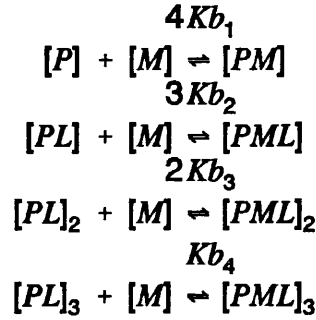 4Kb₁
[P] + [M] ⇌ [PM]
3Kb₂
[PL] + [M] ⇌ [PML]
2Kb₃
[PL]₂ + [M] ⇌ [PML]₂
Kb₄
[PL]₃ + [M] ⇌ [PML]₃